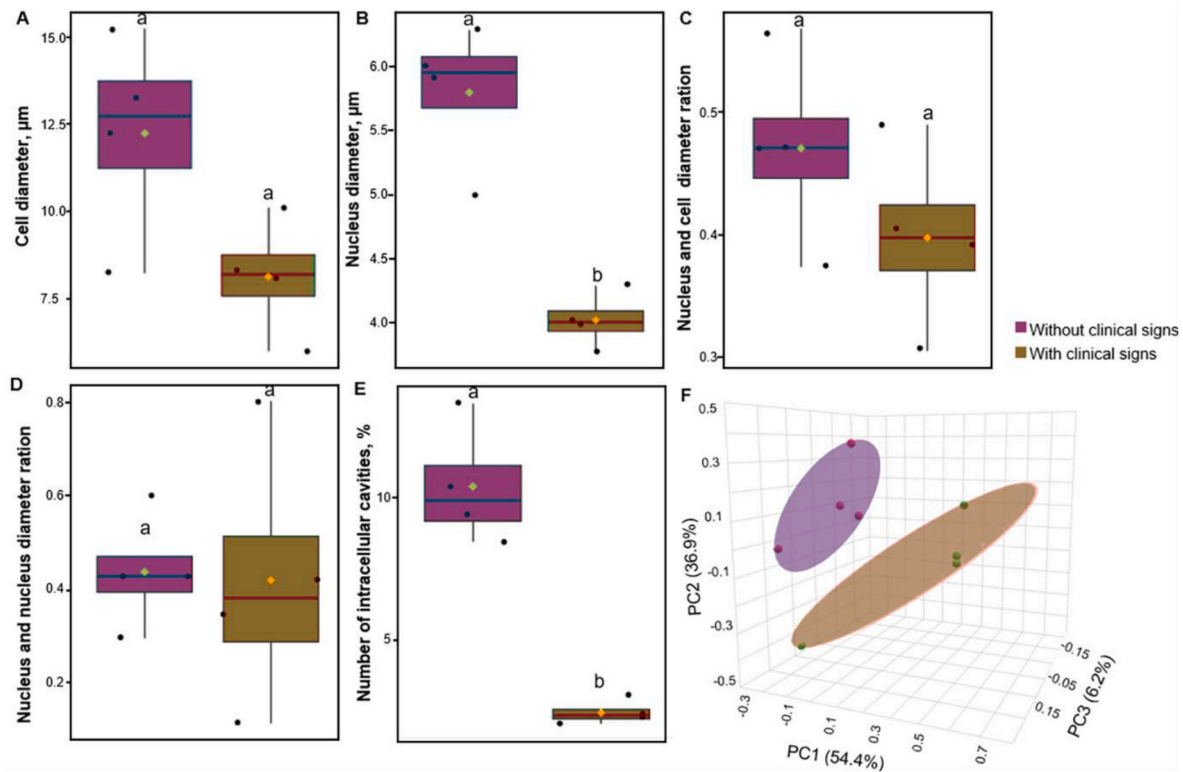 A
Cell diameter, µm
15.0
12.5
10.0
7.5
a
a
B
Nucleus diameter, µm
6.0
5.5
5.0
4.5
4.0
a
b
C
Nucleus and cell diameter ration
0.5
0.4
0.3
a
a
Without clinical signs
With clinical signs
D
Nucleus and nucleus diameter ration
0.8
0.6
0.4
0.2
a
a
E
Number of intracellular cavities, %
10
5
a
b
F
PC2 (36.9%)
0.5
0.3
0.1
-0.1
-0.3
-0.5
-0.3
-0.1
0.1
0.3
0.5
0.7
PC1 (54.4%)
-0.15
-0.05
0.15
PC3 (6.2%)